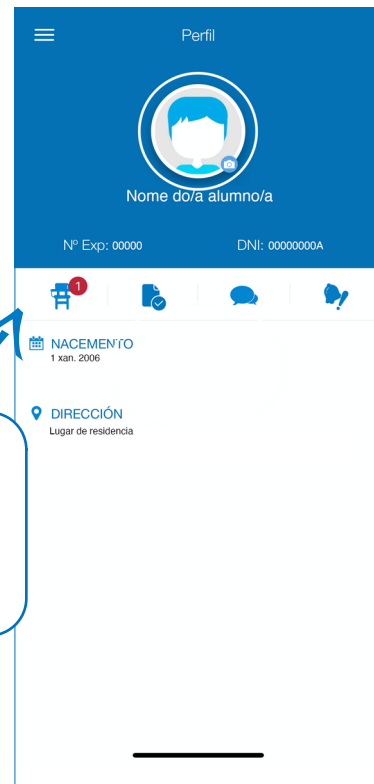 Perfil
Nome do/a alumno/a
Nº Exp: 00000 DNI: 00000000A
1
NACEMENTO
1 xan. 2006
DIRECCIÓN
Lugar de residencia